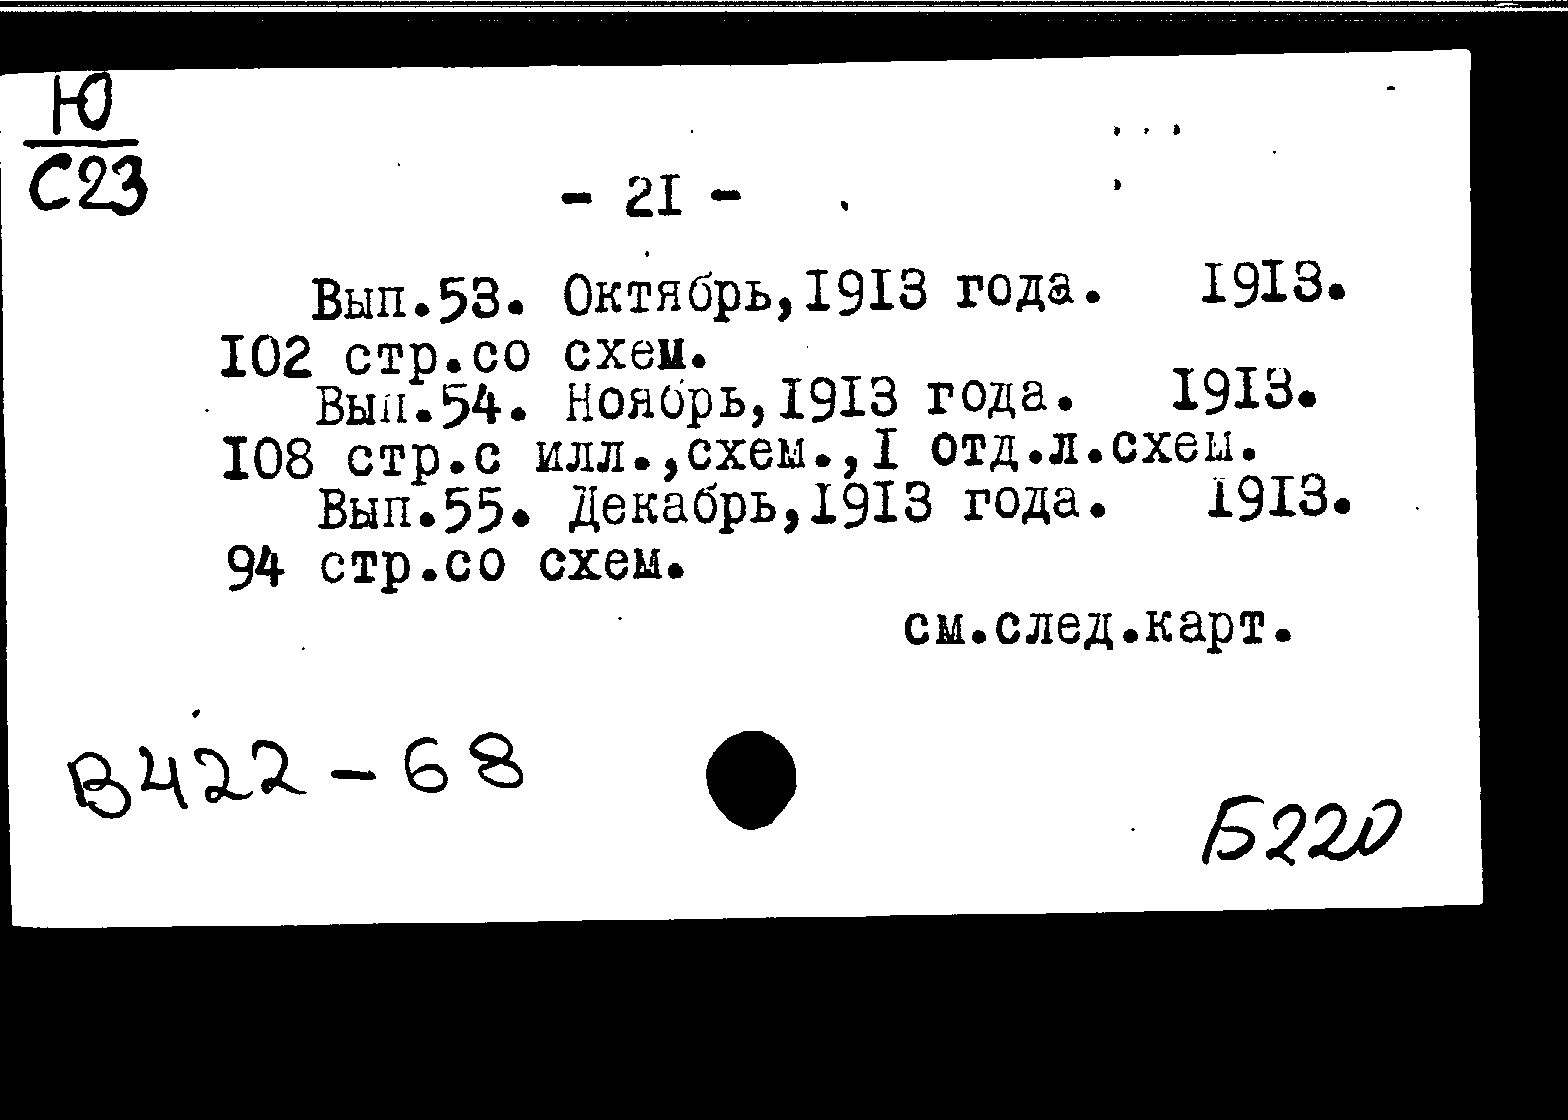 Ю
С23
- 21 -
Вып.53. Октябрь,1913 года. 1913.
102 стр.со схем.
Вып.54. Ноябрь,1913 года. 1913.
108 стр.с илл.,схем.,1 отд.л.схем.
Вып.55. Декабрь,1913 года. 1913.
94 стр.со схем.
см.след.карт.
В422-68
Б220